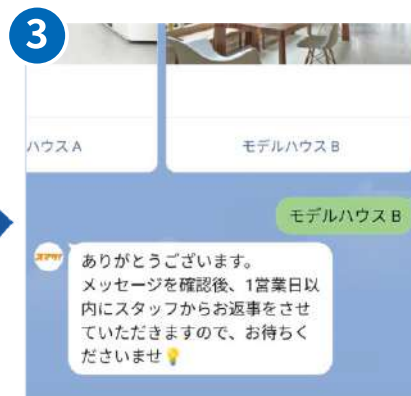 3
ハウス A
モデルハウス B
モデルハウス B
ありがとうございます。
メッセージを確認後、1営業日以
内にスタッフからお返事をさせ
ていただきますので、お待ちく
ださいませ💡